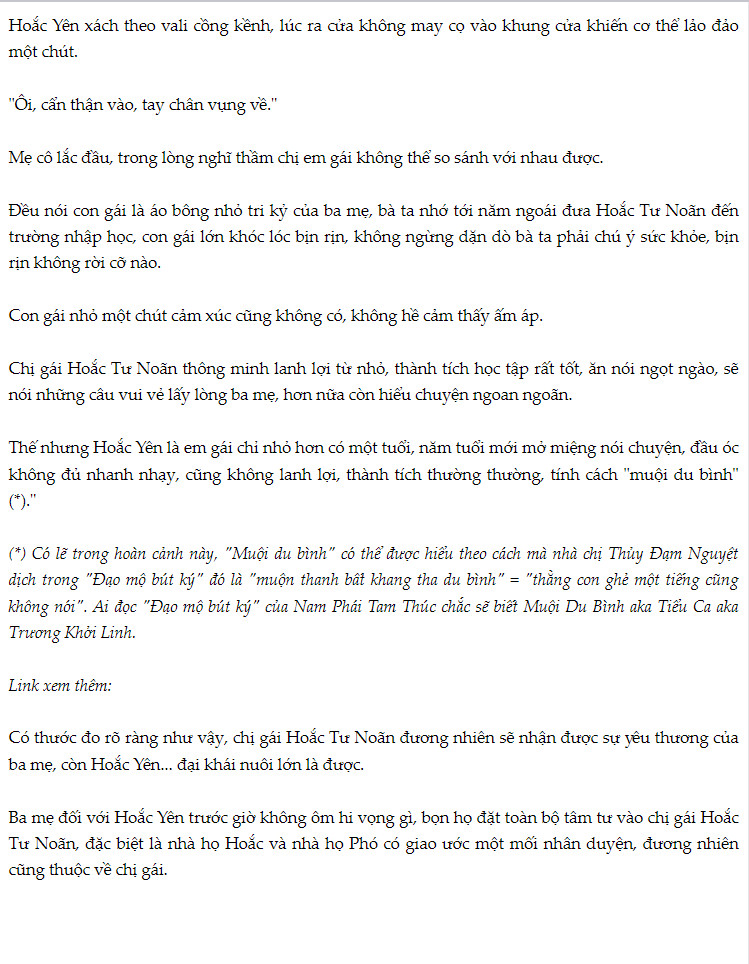 Hoắc Yên xách theo vali cồng kềnh, lúc ra cửa không may cọ vào khung cửa khiến cơ thể lảo đảo
một chút.
"Ôi, cẩn thận vào, tay chân vụng về."
Mẹ cô lắc đầu, trong lòng nghĩ thầm chị em gái không thể so sánh với nhau được.
Đều nói con gái là áo bông nhỏ tri kỷ của ba mẹ, bà ta nhớ tới năm ngoái đưa Hoắc Tư Noãn đến
trường nhập học, con gái lớn khóc lóc bịn rịn, không ngừng dặn dò bà ta phải chú ý sức khỏe, bịn
rịn không rời cỡ nào.
Con gái nhỏ một chút cảm xúc cũng không có, không hề cảm thấy ấm áp.
Chị gái Hoắc Tư Noãn thông minh lanh lợi từ nhỏ, thành tích học tập rất tốt, ăn nói ngọt ngào, sẽ
nói những câu vui vẻ lấy lòng ba mẹ, hơn nữa còn hiểu chuyện ngoan ngoãn.
Thế nhưng Hoắc Yên là em gái chỉ nhỏ hơn có một tuổi, năm tuổi mới mở miệng nói chuyện, đầu óc
không đủ nhanh nhạy, cũng không lanh lợi, thành tích thường thường, tính cách "muội du bình"
(*)."
(*) Có lẽ trong hoàn cảnh này, "Muội du bình" có thể được hiểu theo cách mà nhà chị Thủy Đạm Nguyệt
dịch trong "Đạo mộ bút ký" đó là "muộn thanh bất khang tha du bình" = "thằng con ghẻ một tiếng cũng
không nói". Ai đọc "Đạo mộ bút ký" của Nam Phái Tam Thúc chắc sẽ biết Muội Du Bình aka Tiểu Ca aka
Trương Khởi Linh.
Link xem thêm:
Có thước đo rõ ràng như vậy, chị gái Hoắc Tư Noãn đương nhiên sẽ nhận được sự yêu thương của
ba mẹ, còn Hoắc Yên... đại khái nuôi lớn là được.
Ba mẹ đối với Hoắc Yên trước giờ không ôm hi vọng gì, bọn họ đặt toàn bộ tâm tư vào chị gái Hoắc
Tư Noãn, đặc biệt là nhà họ Hoắc và nhà họ Phó có giao ước một mối nhân duyên, đương nhiên
cũng thuộc về chị gái.